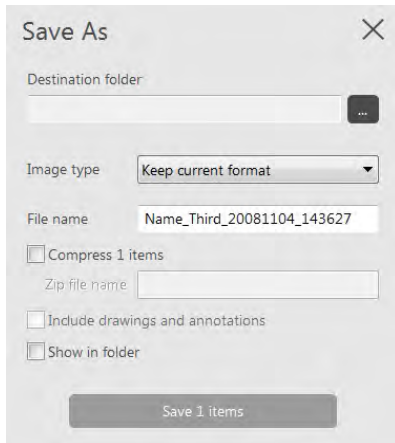 Save As
Destination folder
...
Image type Keep current format
File name Name_Third_20081104_143627
Compress 1 items
Zip file name
Include drawings and annotations
Show in folder
Save 1 items